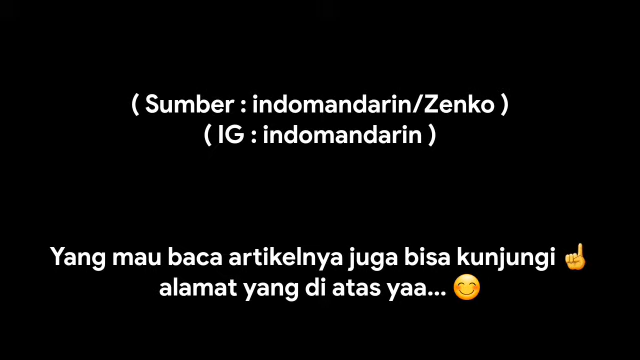 ( Sumber : indomandarin/Zenko )
( IG : indomandarin )
Yang mau baca artikelnya juga bisa kunjungi ☝
alamat yang di atas yaa... 😊